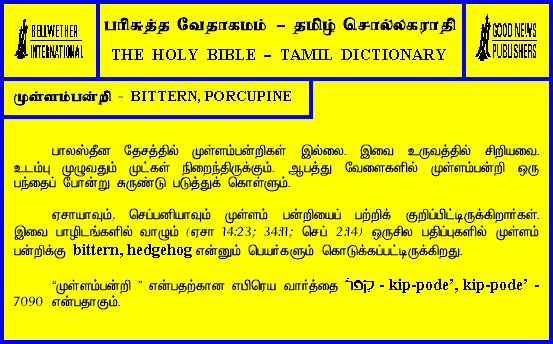 BELLWETHER
INTERNATIONAL
பரிசுத்த வேதாகமம் – தமிழ் சொல்லகராதி
THE HOLY BIBLE – TAMIL DICTIONARY
GOOD NEWS
PUBLISHERS
முள்ளம்பன்றி - BITTERN, PORCUPINE
பாலஸ்தீன தேசத்தில் முள்ளம்பன்றிகள் இல்லை. இவை உருவத்தில் சிறியவை.
உடம்பு முழுவதும் முட்கள் நிறைந்திருக்கும். ஆபத்து வேளைகளில் முள்ளம்பன்றி ஒரு
பந்தைப் போன்று சுருண்டு படுத்துக் கொள்ளும்.
ஏசாயாவும், செப்பனியாவும் முள்ளம் பன்றியைப் பற்றிக் குறிப்பிட்டிருக்கிறார்கள்.
இவை பாழிடங்களில் வாழும் (ஏசா 14:23; 34:11; செப் 2:14) ஒருசில பதிப்புகளில் முள்ளம்
பன்றிக்கு bittern, hedgehog என்னும் பெயர்களும் கொடுக்கப்பட்டிருக்கிறது.
“முள்ளம்பன்றி ” என்பதற்கான எபிரெய வார்த்தை - kip-pode’, kip-pode’ -
7090 என்பதாகும்.